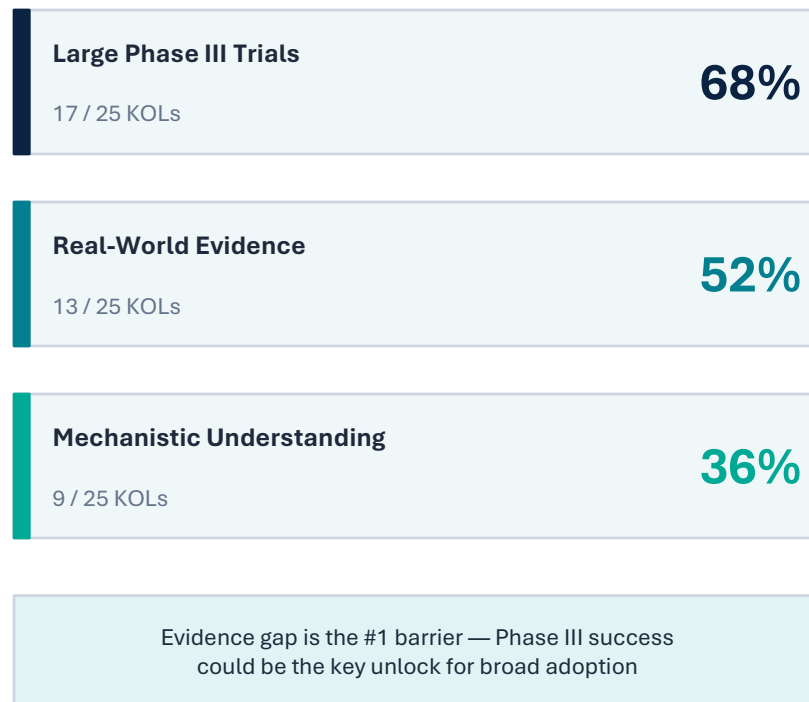 Large Phase III Trials
68%
17 / 25 KOLs
Real-World Evidence
52%
13 / 25 KOLs
Mechanistic Understanding
36%
9 / 25 KOLs
Evidence gap is the #1 barrier — Phase III success
could be the key unlock for broad adoption